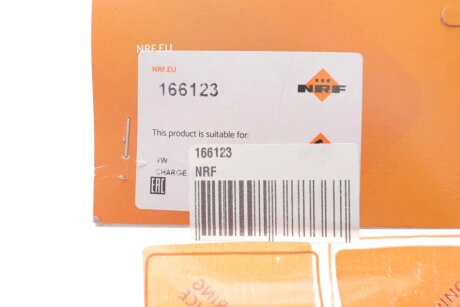 NRF.EU
NRF.EU
166123
NRF
This product is suitable for:
VW
CHARGE
EAC
166123
NRF